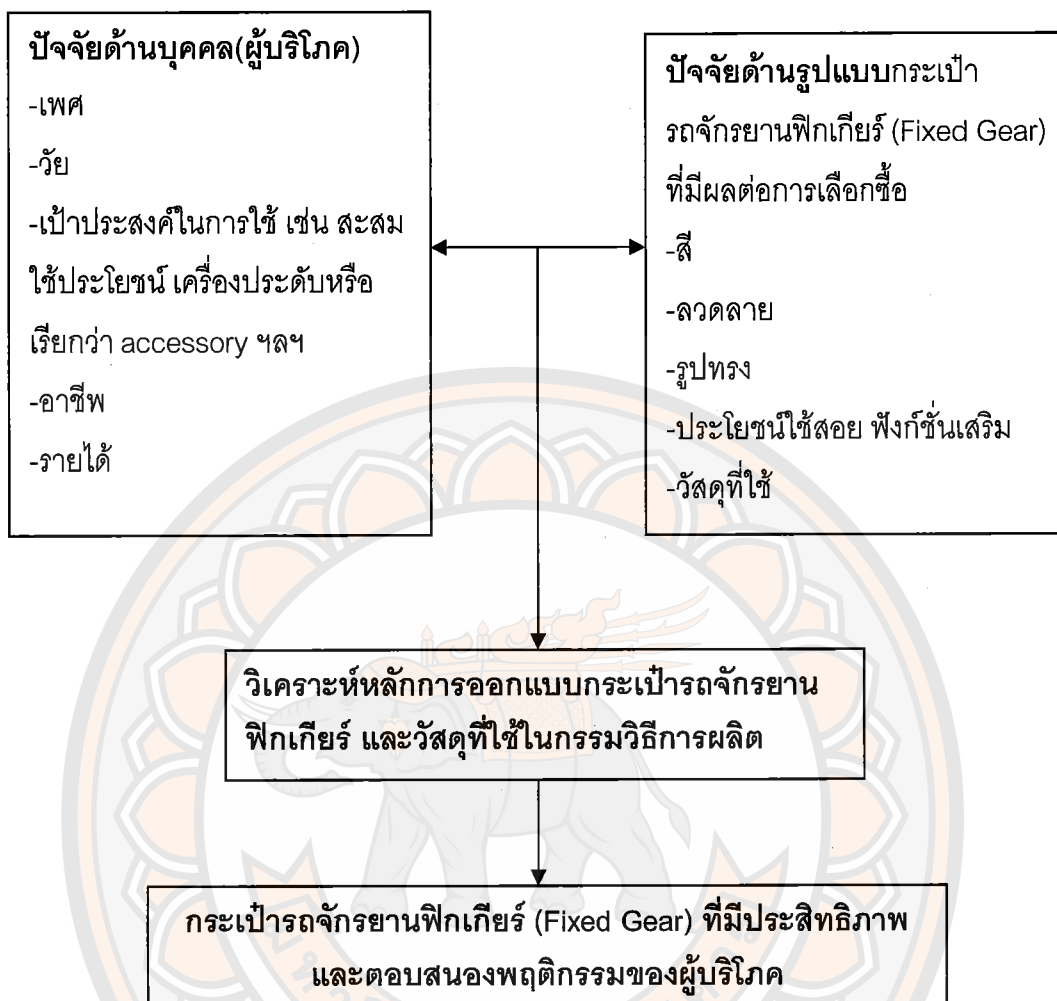 ปัจจัยด้านบุคคล(ผู้บริโภค)
-เพศ
-วัย
-เป้าประสงค์ในการใช้ เช่น สะสม
ใช้ประโยชน์ เครื่องประดับหรือ
เรียกว่า accessory ฯลฯ
-อาชีพ
-รายได้
ปัจจัยด้านรูปแบบกระเป๋า
รถจักรยานฟิกเกียร์ (Fixed Gear)
ที่มีผลต่อการเลือกซื้อ
-สี
-ลวดลาย
-รูปทรง
-ประโยชน์ใช้สอย ฟังก์ชั่นเสริม
-วัสดุที่ใช้
วิเคราะห์หลักการออกแบบกระเป๋ารถจักรยาน
ฟิกเกียร์ และวัสดุที่ใช้ในกรรมวิธีการผลิต
กระเป๋ารถจักรยานฟิกเกียร์ (Fixed Gear) ที่มีประสิทธิภาพ
และตอบสนองพฤติกรรมของผู้บริโภค